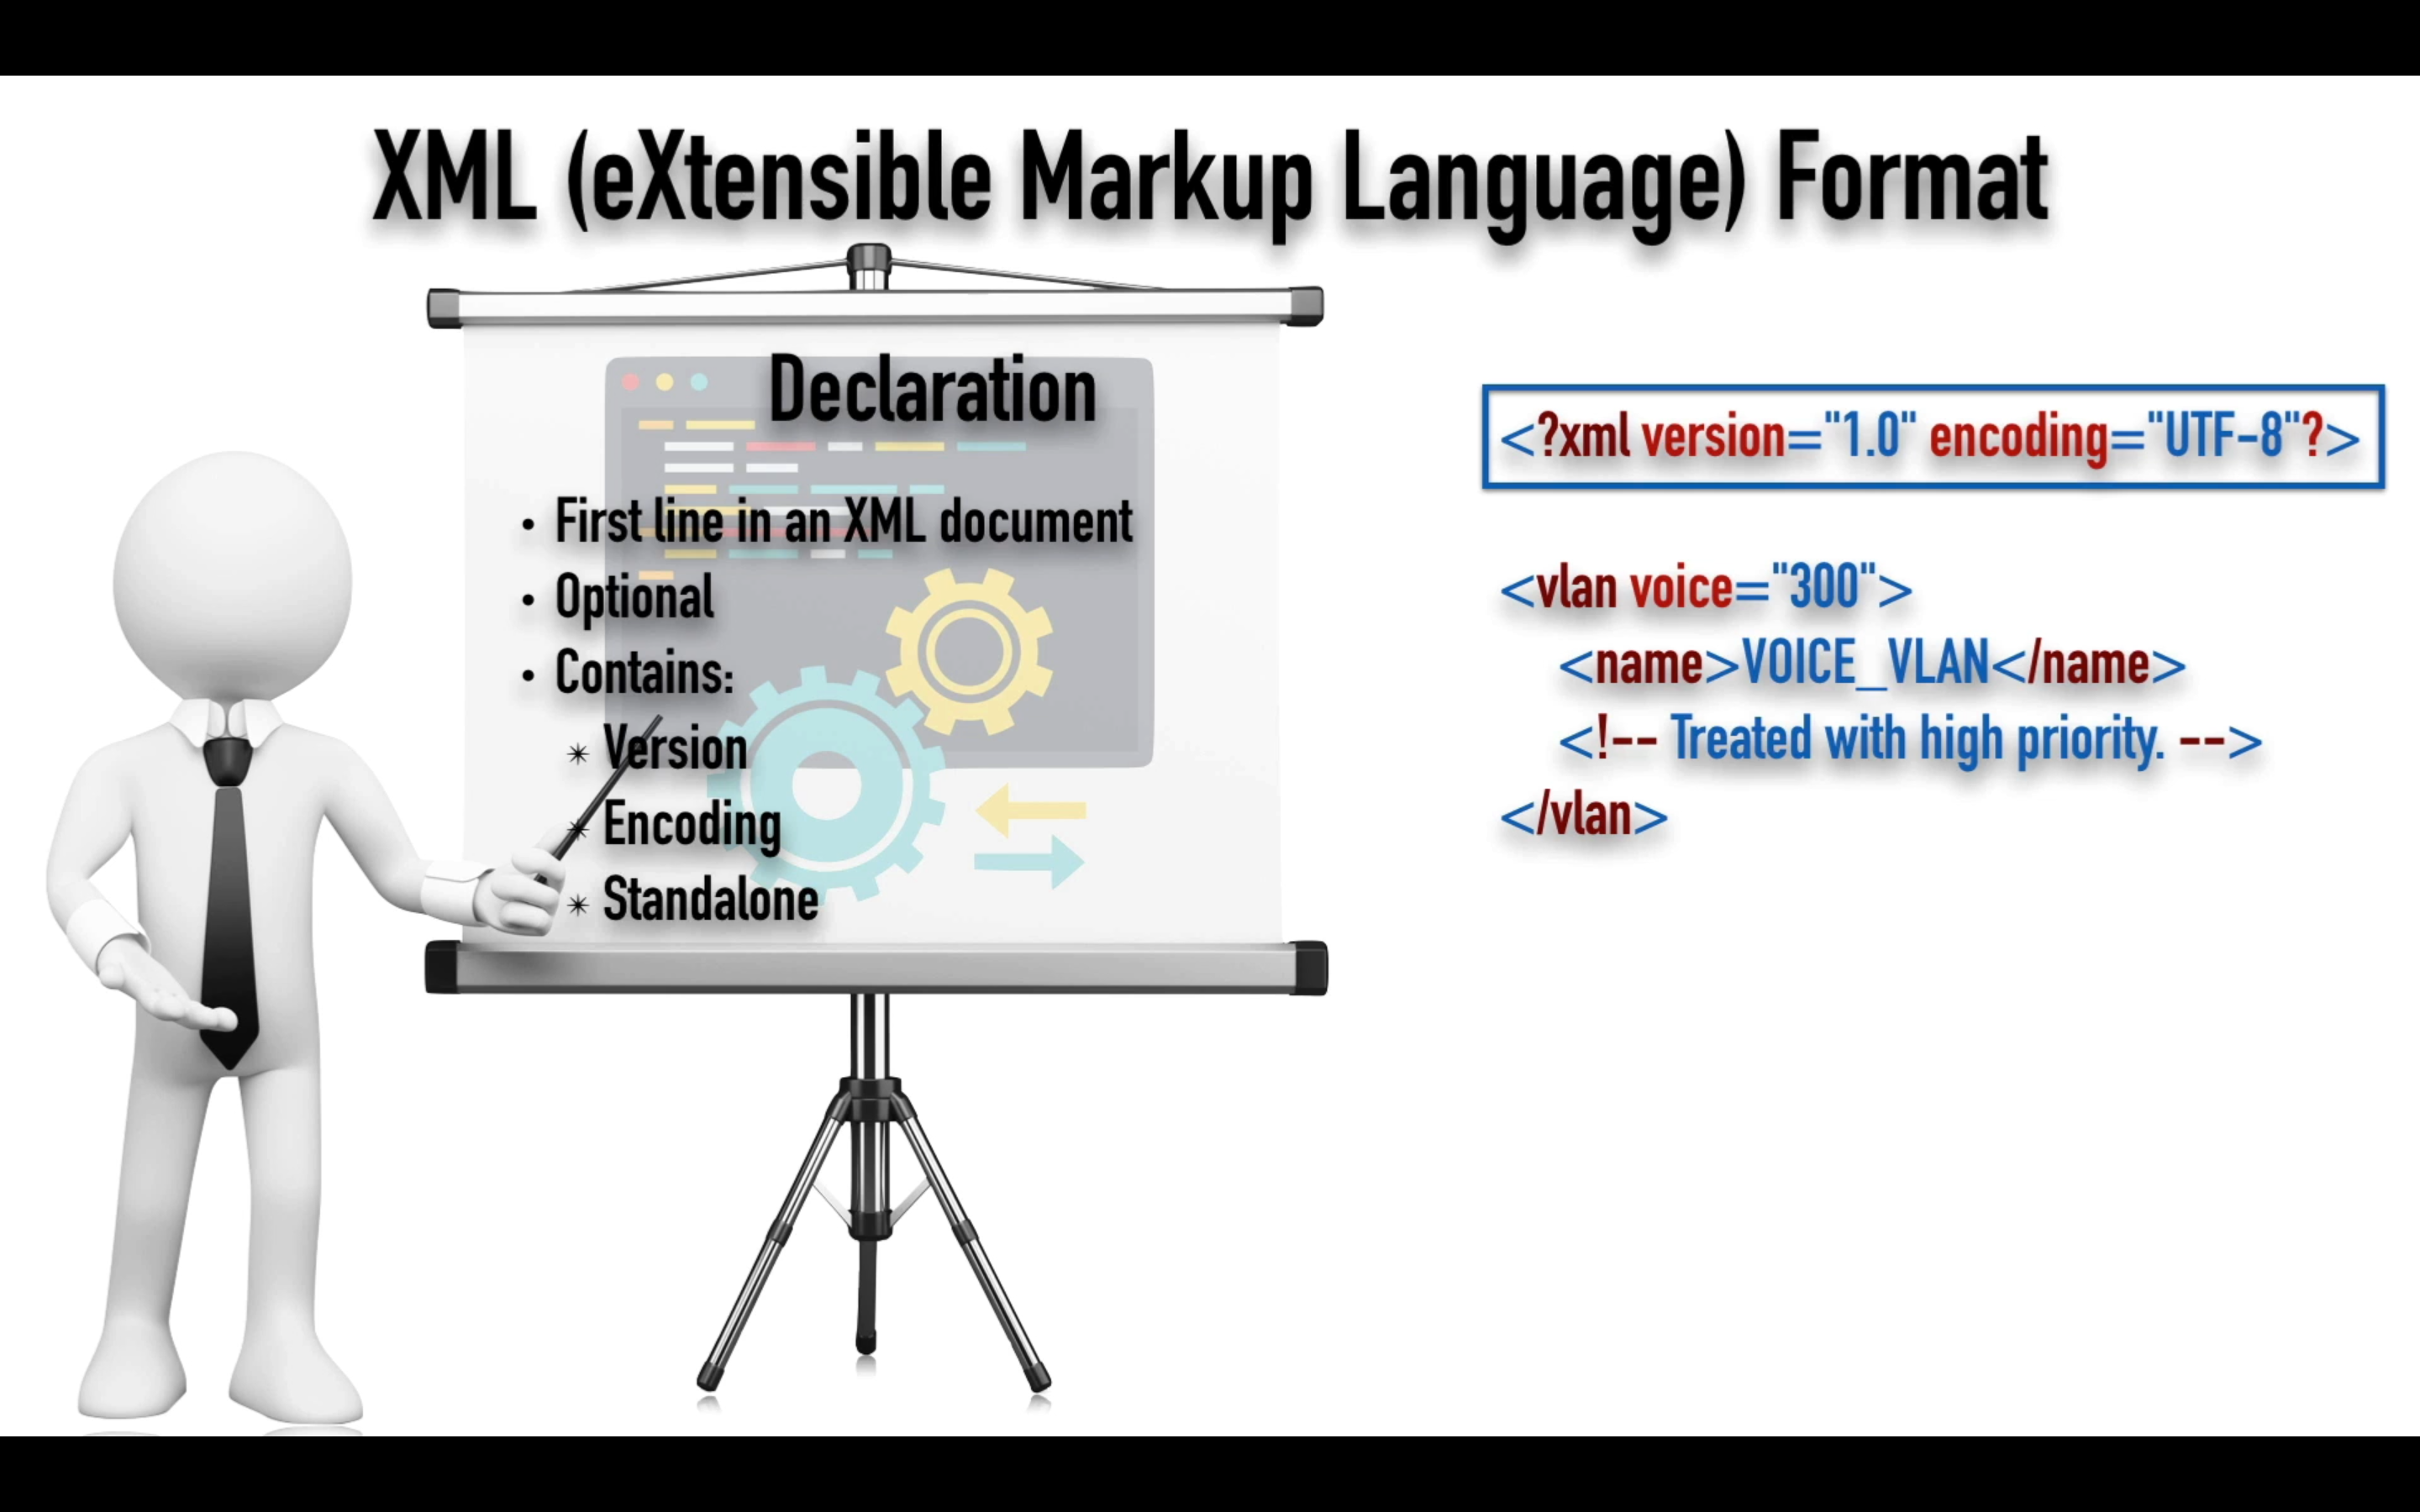 XML (eXtensible Markup Language) Format
Declaration
• First line in an XML document
• Optional
• Contains:
✴ Version
✴ Encoding
✴ Standalone
<?xml version="1.0" encoding="UTF-8"?>
<vlan voice="300">
<name>VOICE_VLAN</name>
<!-- Treated with high priority. -->
</vlan>